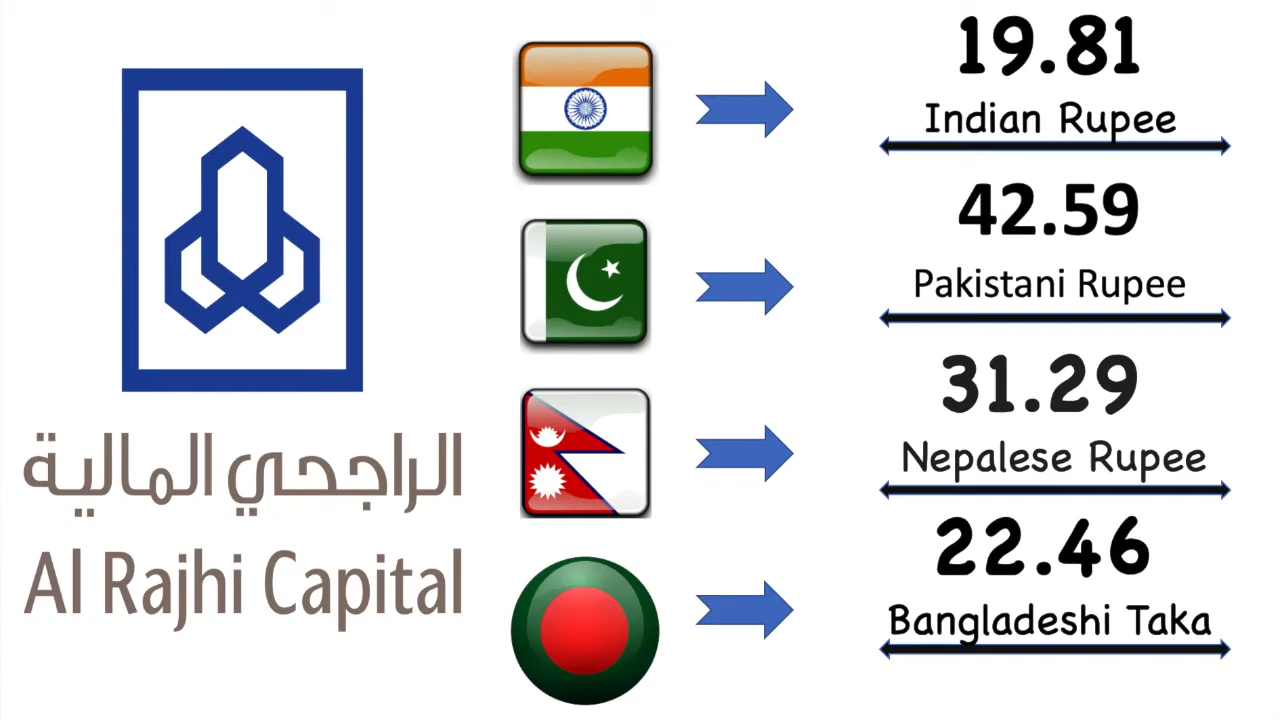 الراجحي المالية
Al Rajhi Capital
19.81
Indian Rupee
42.59
Pakistani Rupee
31.29
Nepalese Rupee
22.46
Bangladeshi Taka